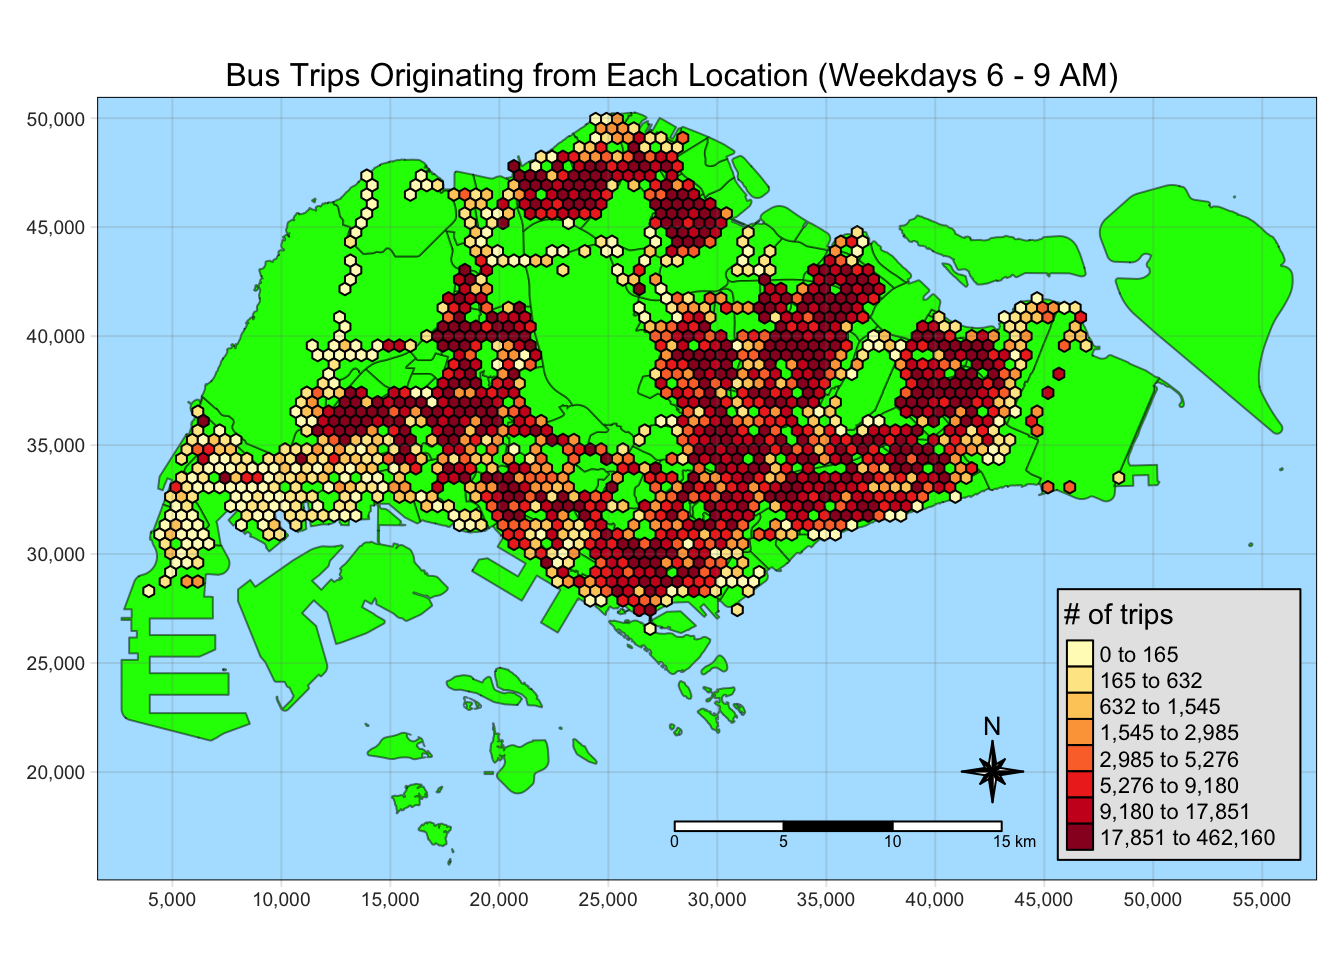 Bus Trips Originating from Each Location (Weekdays 6 - 9 AM)
50,000
45,000
40,000
35,000
30,000
25,000
20,000
# of trips
0 to 165
165 to 632
632 to 1,545
1,545 to 2,985
2,985 to 5,276
5,276 to 9,180
9,180 to 17,851
17,851 to 462,160
N
0 5 10 15 km
5,000 10,000 15,000 20,000 25,000 30,000 35,000 40,000 45,000 50,000 55,000